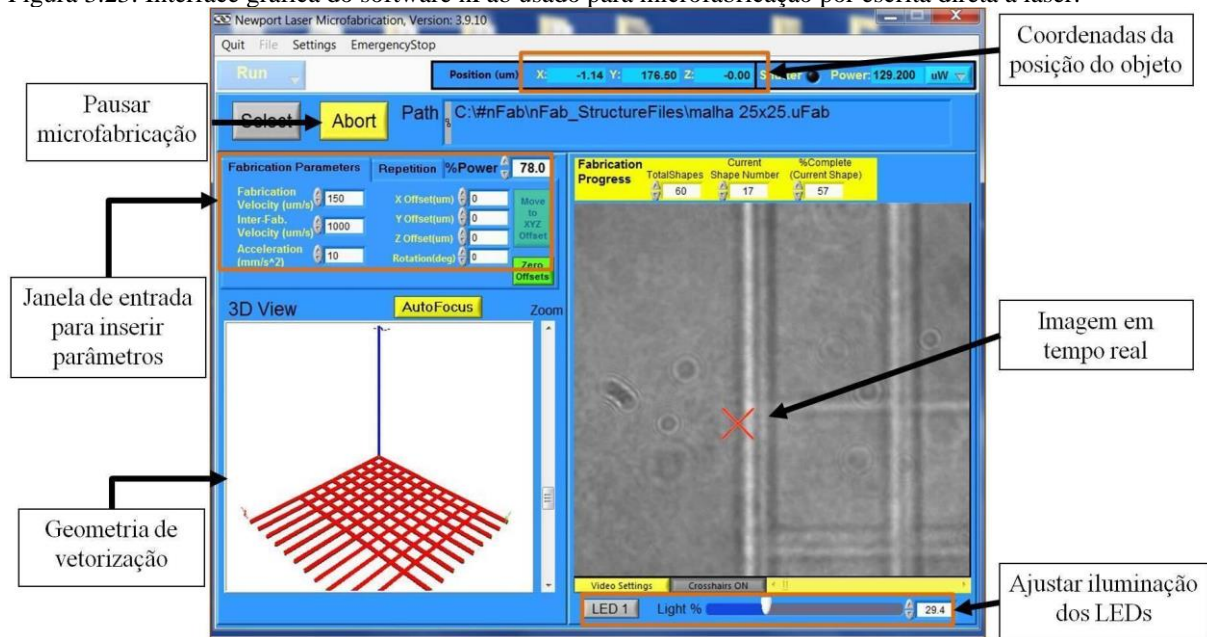 Figura 3.23: Interface gráfica do software nFab usado para microfabricação por escrita direta a laser.
Newport Laser Microfabrication, Version: 3.9.10
Quit File Settings EmergencyStop
Run
Position (um) X: -1.14 Y: 176.50 Z: -0.00 Shutter Power: 129.200 uW
Coordenadas da
posição do objeto
Pausar
microfabricação
Select Abort Path C:\#nFab\nFab_StructureFiles\malha 25x25.uFab
Fabrication Parameters Repetition %Power 78.0
Fabrication
Velocity (um/s) 150
Inter-Fab.
Velocity (um/s) 1000
Acceleration
(mm/s^2) 10
X Offset(um) 0
Y Offset(um) 0
Z Offset(um) 0
Rotation(deg) 0
Move
to
XYZ
Offset
Zero
Offsets
Fabrication
Progress
TotalShapes
60
Current
Shape Number
17
%Complete
(Current Shape)
57
Janela de entrada
para inserir
parâmetros
3D View AutoFocus Zoom
Imagem em
tempo real
Geometria de
vetorização
Video Settings Crosshairs ON
LED 1 Light % 29.4
Ajustar iluminação
dos LEDs